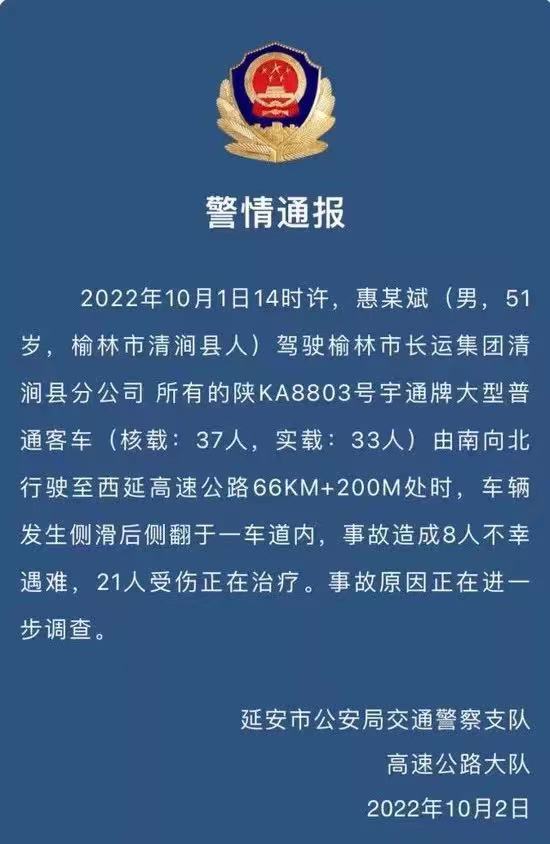 警情通报
2022年10月1日14时许，惠某斌（男，51
岁，榆林市清涧县人）驾驶榆林市长运集团清
涧县分公司 所有的陕KA8803号宇通牌大型普
通客车（核载：37人，实载：33人）由南向北
行驶至西延高速公路66KM+200M处时，车辆
发生侧滑后侧翻于一车道内，事故造成8人不幸
遇难，21人受伤正在治疗。事故原因正在进一
步调查。
延安市公安局交通警察支队
高速公路大队
2022年10月2日